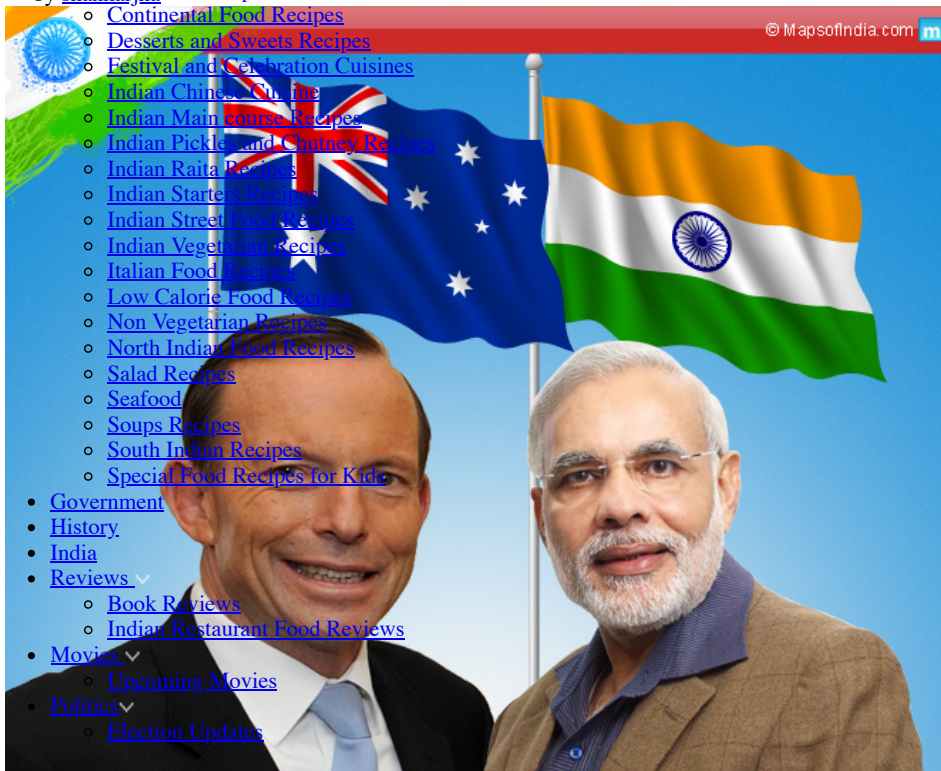 Continental Food Recipes
© MapsofIndia.com m
Desserts and Sweets Recipes
Festival and Celebration Cuisines
Indian Chinese Cuisine
Indian Main course Recipes
Indian Pickles and Chutney Recipes
Indian Raita Recipes
Indian Starters Recipes
Indian Street Food Recipes
Indian Vegetarian Recipes
Italian Food Recipes
Low Calorie Food Recipes
Non Vegetarian Recipes
North Indian Food Recipes
Salad Recipes
Seafood
Soups Recipes
South Indian Recipes
Special Food Recipes for Kids
Government
History
India
Reviews
Book Reviews
Indian Restaurant Food Reviews
Movies
Upcoming Movies
Politics
Election Updates